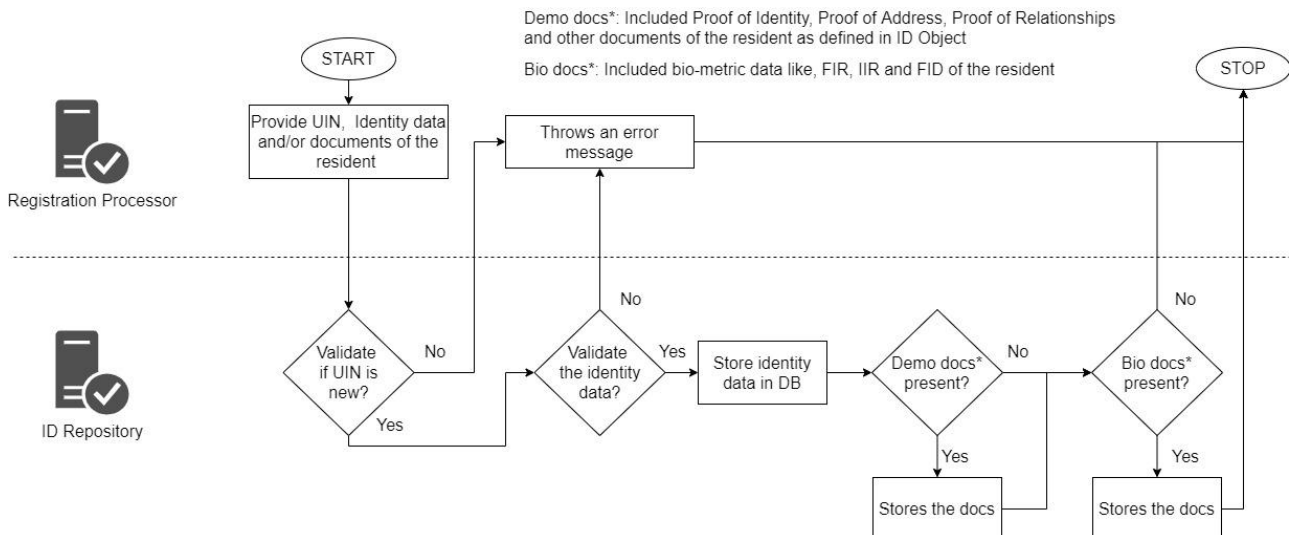 Demo docs*: Included Proof of Identity, Proof of Address, Proof of Relationships
and other documents of the resident as defined in ID Object
Bio docs*: Included bio-metric data like, FIR, IIR and FID of the resident
START
STOP
Provide UIN, Identity data
and/or documents of the
resident
Throws an error
message
Registration Processor
No
No
Validate
if UIN is
new?
No
Yes
Validate
the identity
data?
Yes
Store identity
data in DB
Demo docs*
present?
No
Bio docs*
present?
ID Repository
Yes
Yes
Stores the docs
Stores the docs